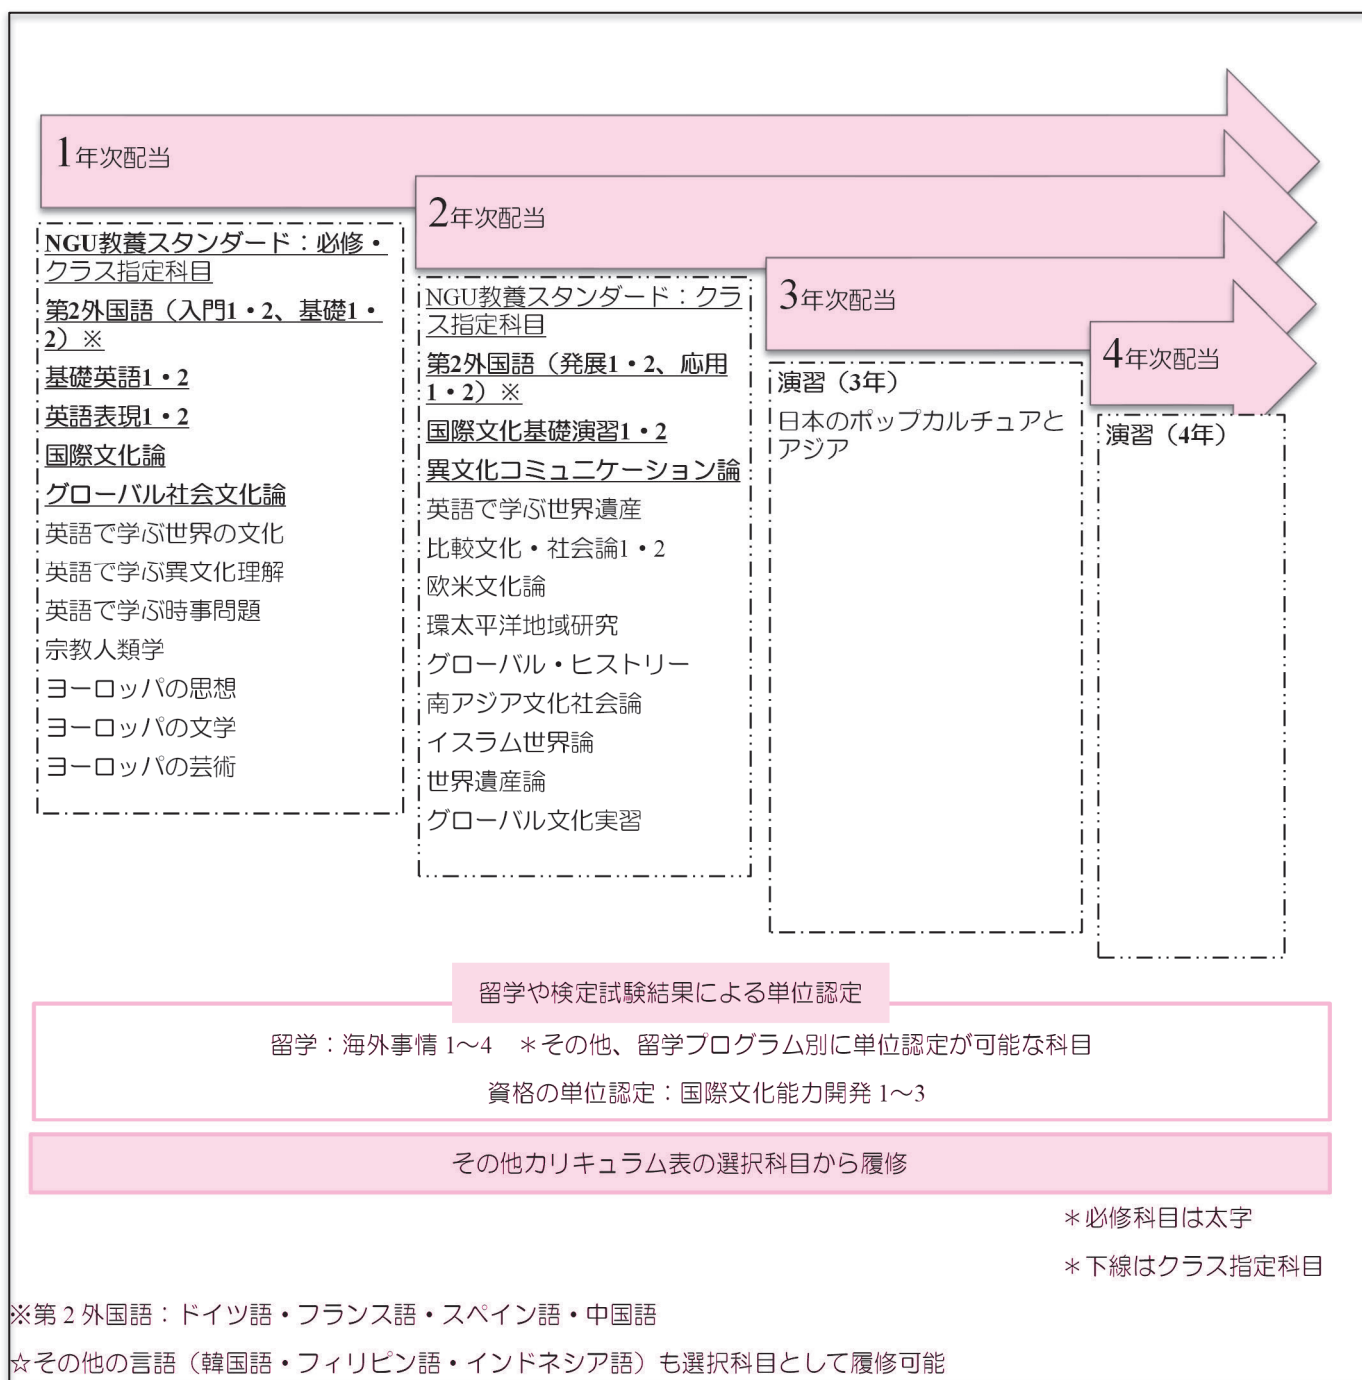 1年次配当
NGU教養スタンダード：必修・
クラス指定科目
第2外国語（入門1・2、基礎1・
2）※
基礎英語1・2
英語表現1・2
国際文化論
グローバル社会文化論
英語で学ぶ世界の文化
英語で学ぶ異文化理解
英語で学ぶ時事問題
宗教人類学
ヨーロッパの思想
ヨーロッパの文学
ヨーロッパの芸術
2年次配当
NGU教養スタンダード：クラ
ス指定科目
第2外国語（発展1・2、応用
1・2）※
国際文化基礎演習1・2
異文化コミュニケーション論
英語で学ぶ世界遺産
比較文化・社会論1・2
欧米文化論
環太平洋地域研究
グローバル・ヒストリー
南アジア文化社会論
イスラム世界論
世界遺産論
グローバル文化実習
3年次配当
演習（3年）
日本のポップカルチュアと
アジア
4年次配当
演習（4年）
留学や検定試験結果による単位認定
留学：海外事情 1～4　＊その他、留学プログラム別に単位認定が可能な科目
資格の単位認定：国際文化能力開発 1～3
その他カリキュラム表の選択科目から履修
＊必修科目は太字
＊下線はクラス指定科目
※第 2 外国語：ドイツ語・フランス語・スペイン語・中国語
☆その他の言語（韓国語・フィリピン語・インドネシア語）も選択科目として履修可能